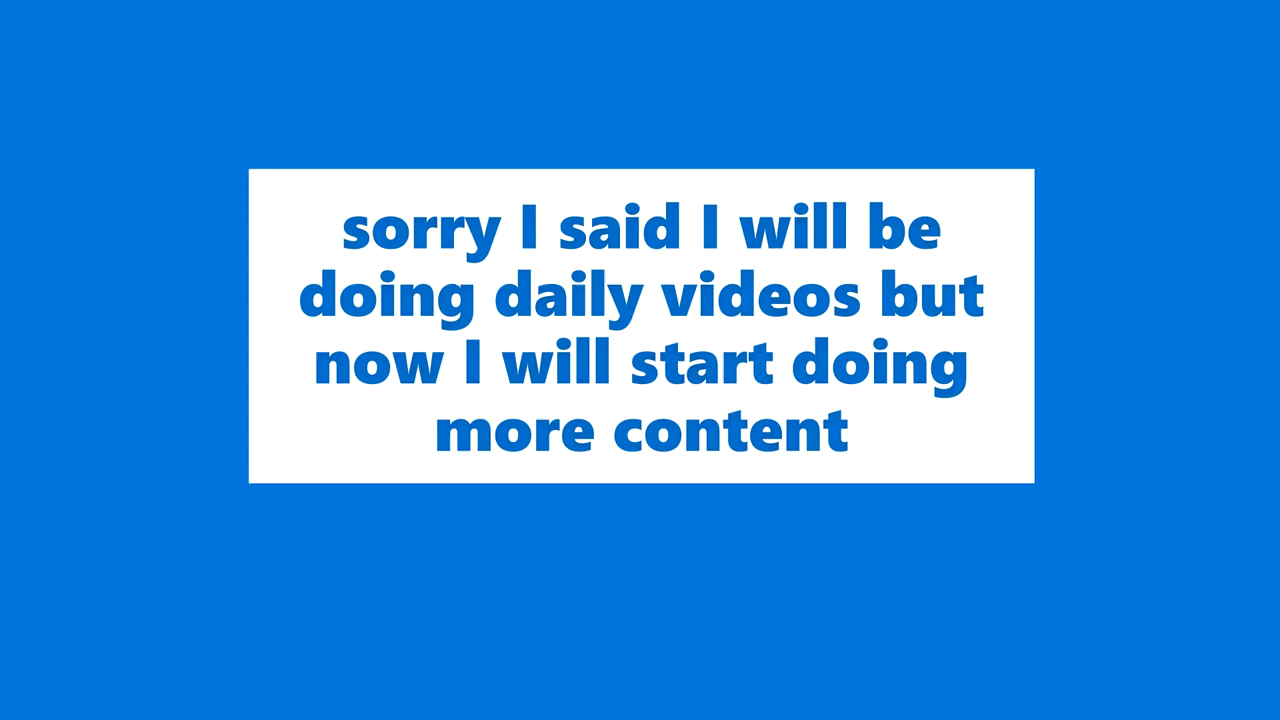 sorry I said I will be
doing daily videos but
now I will start doing
more content